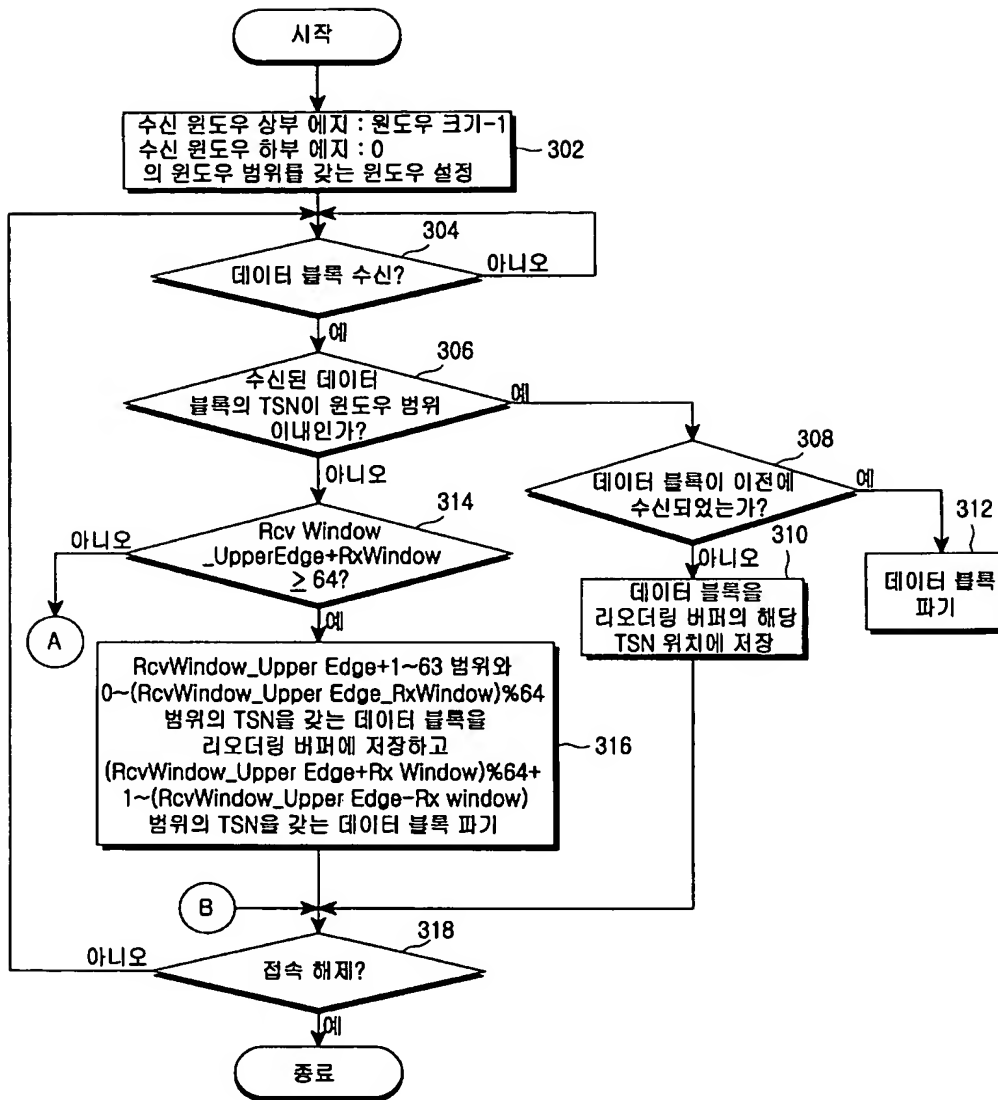 시작
수신 윈도우 상부 에지 : 윈도우 크기-1
수신 윈도우 하부 에지 : 0
의 윈도우 범위를 갖는 윈도우 설정
302
304
데이터 블록 수신?
아니오
예
306
수신된 데이터
블록의 TSN이 윈도우 범위
이내인가?
예
아니오
308
데이터 블록이 이전에
수신되었는가?
예
아니오
314
Rcv Window
_UpperEdge+RxWindow
≥ 64?
아니오
예
A
310
데이터 블록을
리오더링 버퍼의 해당
TSN 위치에 저장
312
데이터 블록
파기
RcvWindow_Upper Edge+1~63 범위와
0~(RcvWindow_Upper Edge_RxWindow)%64
범위의 TSN을 갖는 데이터 블록을
리오더링 버퍼에 저장하고
(RcvWindow_Upper Edge+Rx Window)%64+
1~(RcvWindow_Upper Edge-Rx window)
범위의 TSN을 갖는 데이터 블록 파기
316
B
318
접속 해제?
아니오
예
종료